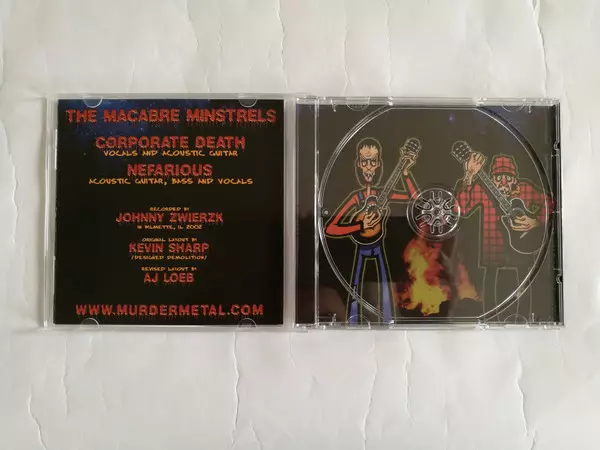 THE MACABRE MINSTRELS
CORPORATE DEATH
VOCALS AND ACOUSTIC GUITAR
NEFARIOUS
ACOUSTIC GUITAR, BASS AND VOCALS
RECORDED BY
JOHNNY ZWIERZK
IN WILMETTE, IL 2002
ORIGINAL LAYOUT BY
KEVIN SHARP
(DESIGNED DEMOLITION)
REVISED LAYOUT BY
AJ LOEB
WWW.MURDERMETAL.COM